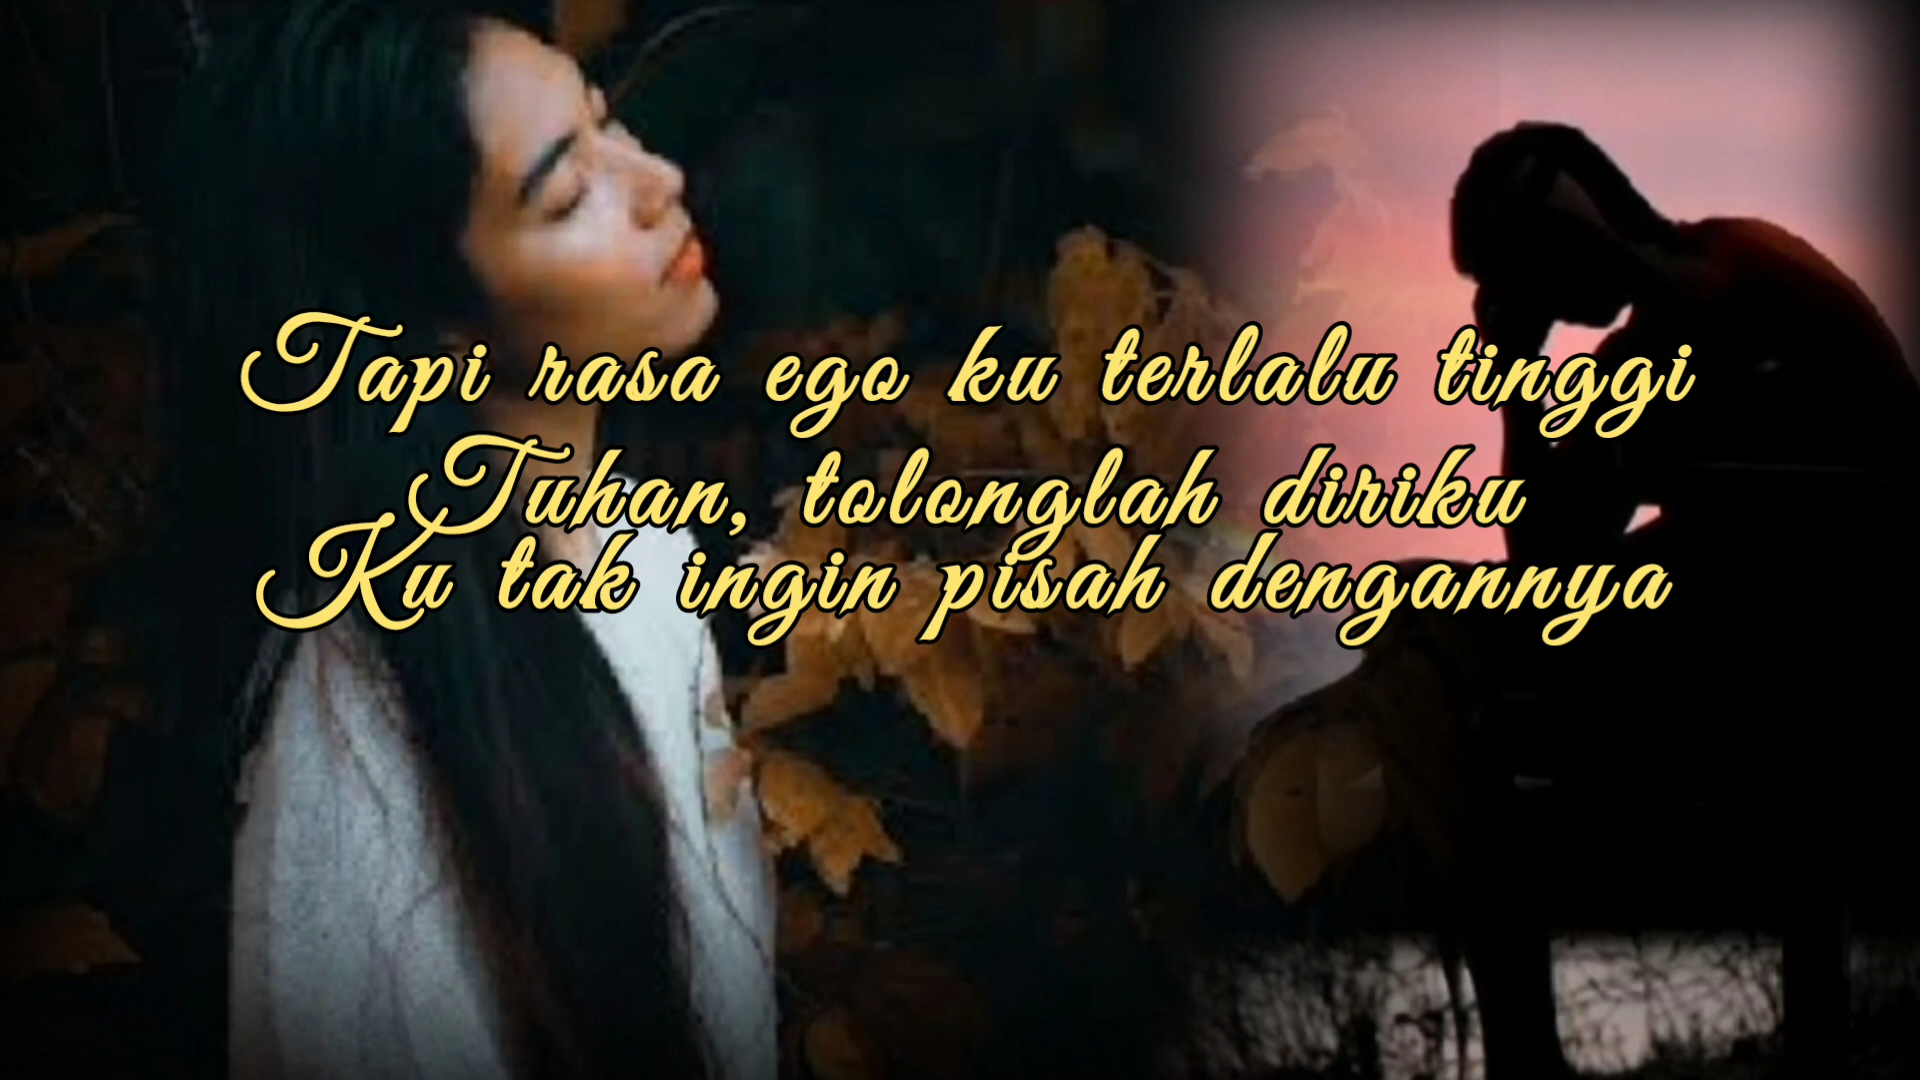 Tapi rasa ego ku terlalu tinggi
Tuhan, tolonglah diriku
Ku tak ingin pisah dengannya